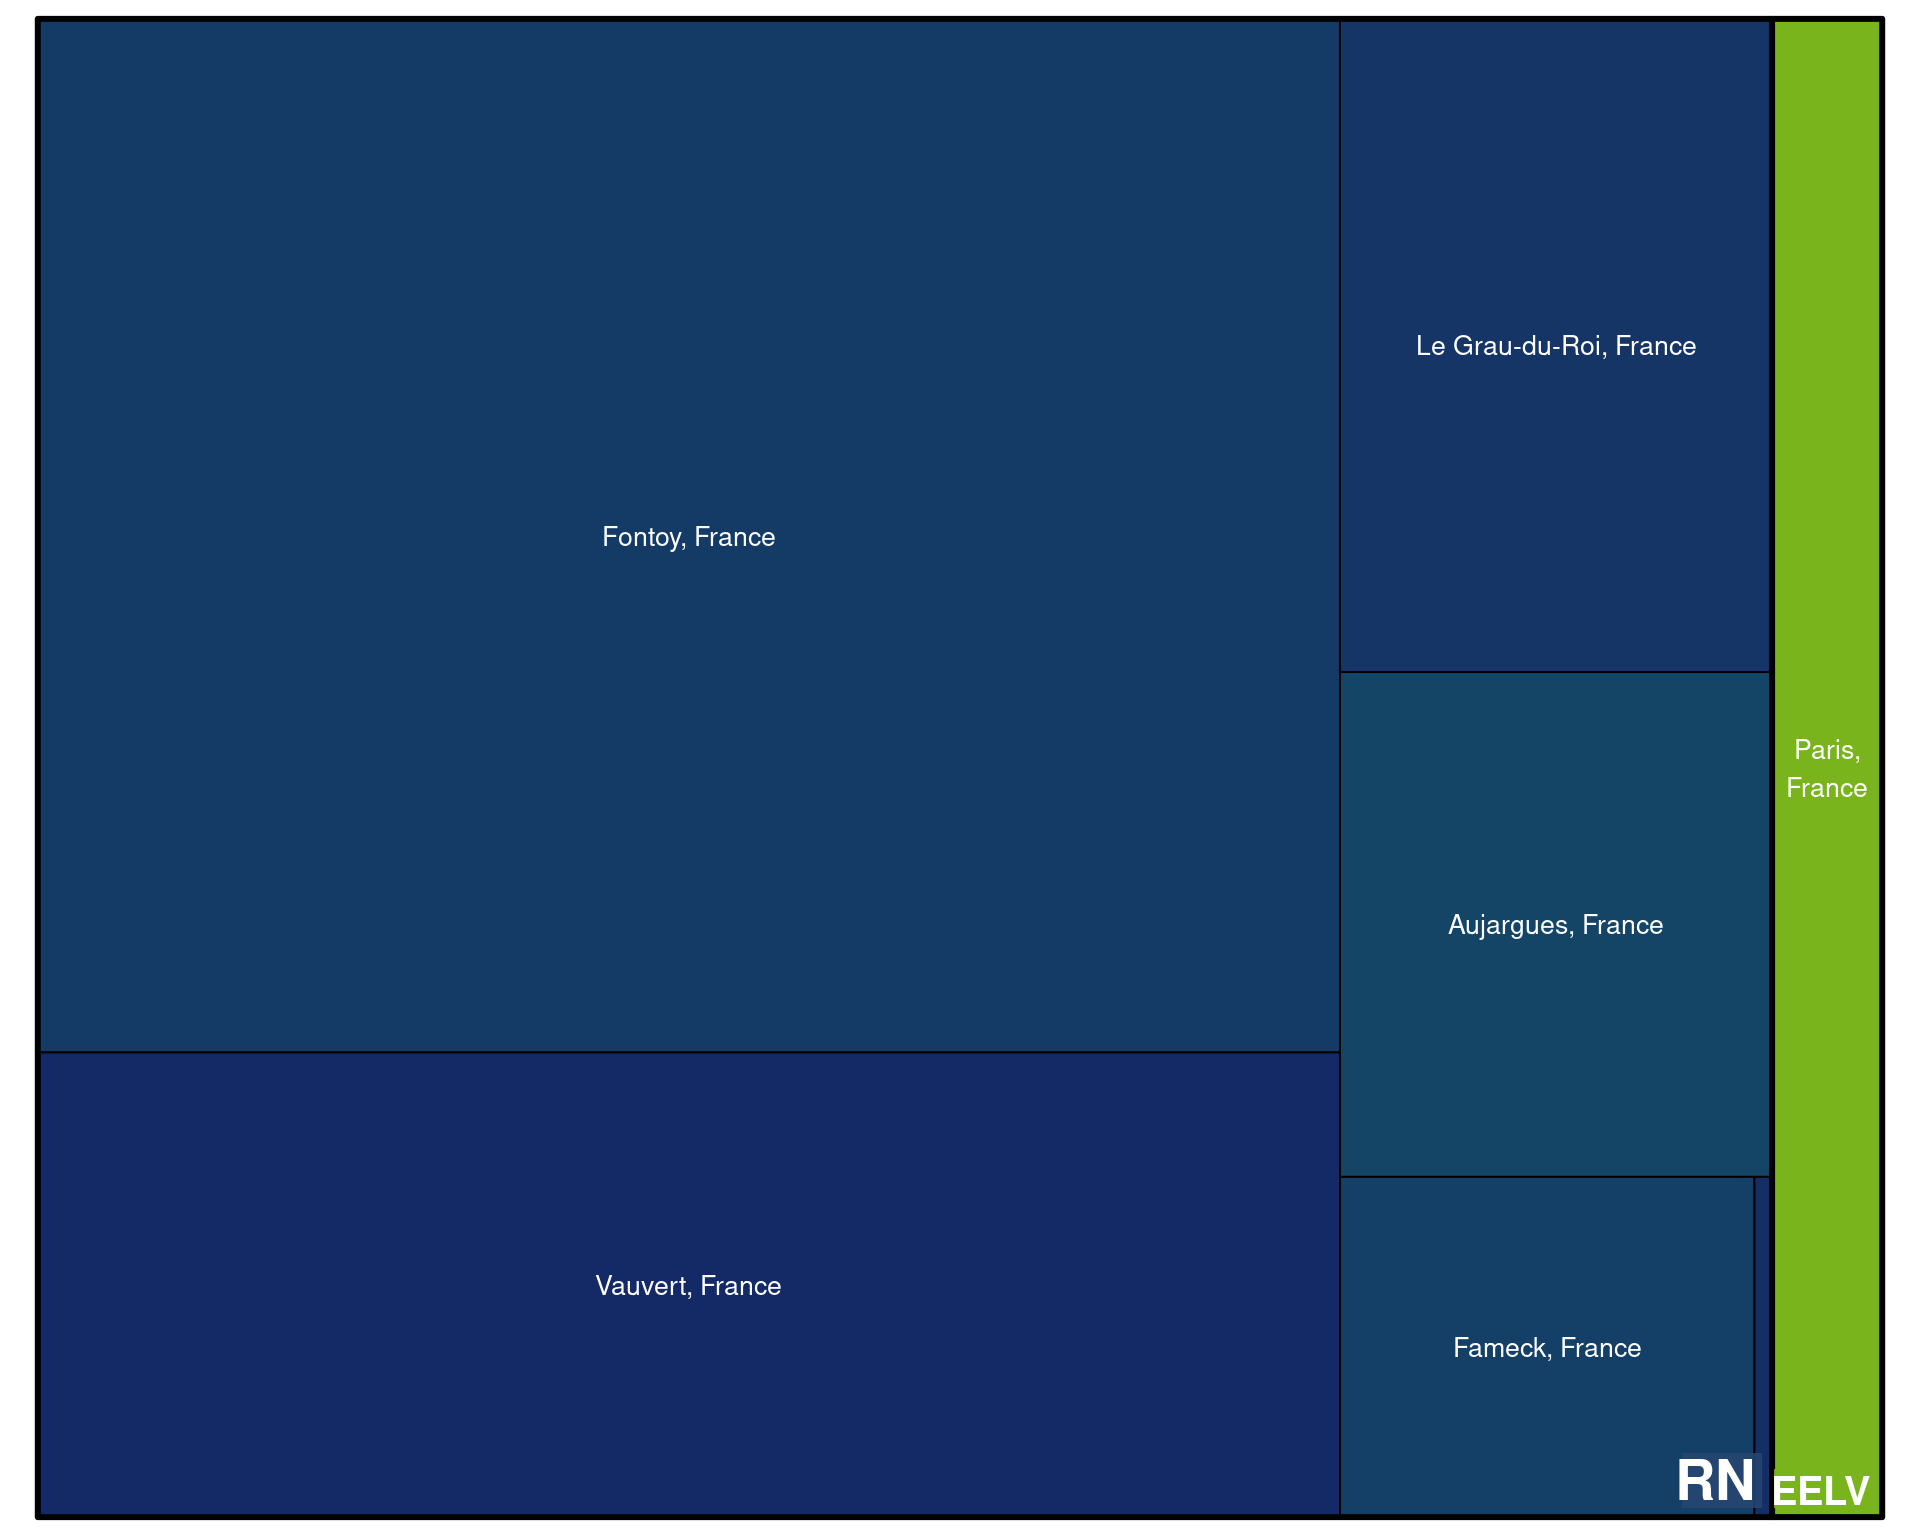 Fontoy, France
Le Grau-du-Roi, France
Aujargues, France
Paris,
France
Vauvert, France
Fameck, France
RN
EELV